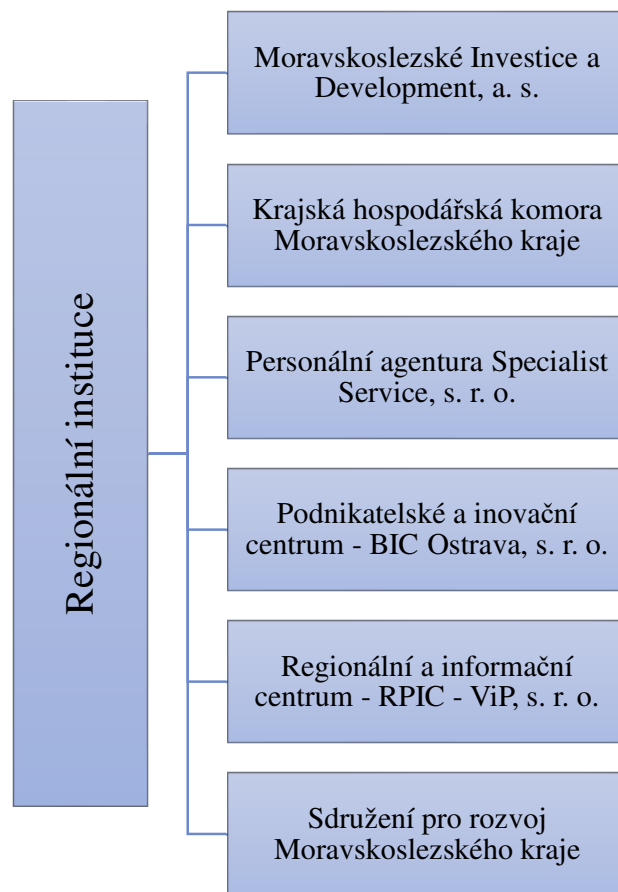 Regionální instituce
Moravskoslezské Investice a
Development, a. s.
Krajská hospodářská komora
Moravskoslezského kraje
Personální agentura Specialist
Service, s. r. o.
Podnikatelské a inovační
centrum - BIC Ostrava, s. r. o.
Regionální a informační
centrum - RPIC - ViP, s. r. o.
Sdružení pro rozvoj
Moravskoslezského kraje